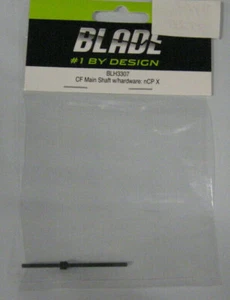 BLADE
#1 BY DESIGN
BLH3307
CF Main Shaft w/hardware: nCP X